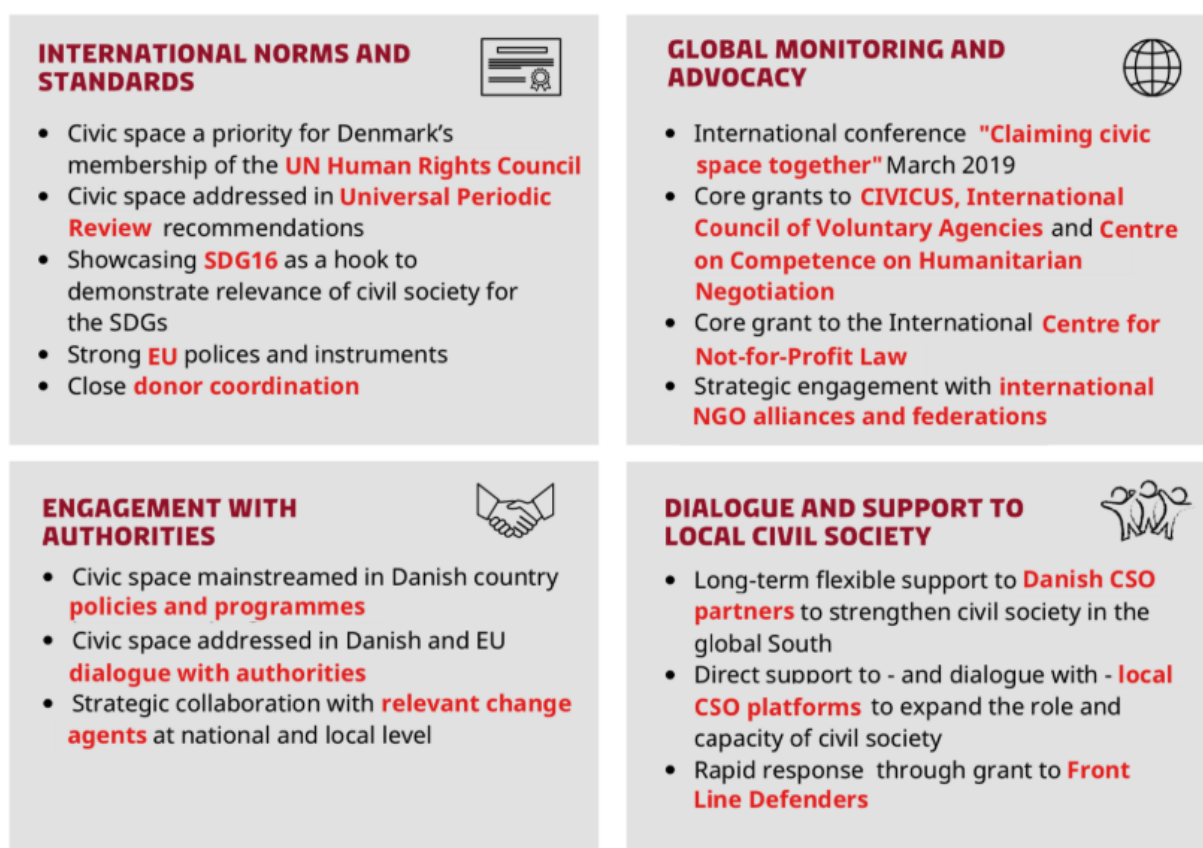 INTERNATIONAL NORMS AND
STANDARDS
• Civic space a priority for Denmark's
membership of the UN Human Rights Council
• Civic space addressed in Universal Periodic
Review recommendations
• Showcasing SDG16 as a hook to
demonstrate relevance of civil society for
the SDGs
• Strong EU polices and instruments
• Close donor coordination
GLOBAL MONITORING AND
ADVOCACY
• International conference "Claiming civic
space together" March 2019
• Core grants to CIVICUS, International
Council of Voluntary Agencies and Centre
on Competence on Humanitarian
Negotiation
• Core grant to the International Centre for
Not-for-Profit Law
• Strategic engagement with international
NGO alliances and federations
ENGAGEMENT WITH
AUTHORITIES
• Civic space mainstreamed in Danish country
policies and programmes
• Civic space addressed in Danish and EU
dialogue with authorities
• Strategic collaboration with relevant change
agents at national and local level
DIALOGUE AND SUPPORT TO
LOCAL CIVIL SOCIETY
• Long-term flexible support to Danish CSO
partners to strengthen civil society in the
global South
• Direct support to - and dialogue with - local
CSO platforms to expand the role and
capacity of civil society
• Rapid response through grant to Front
Line Defenders